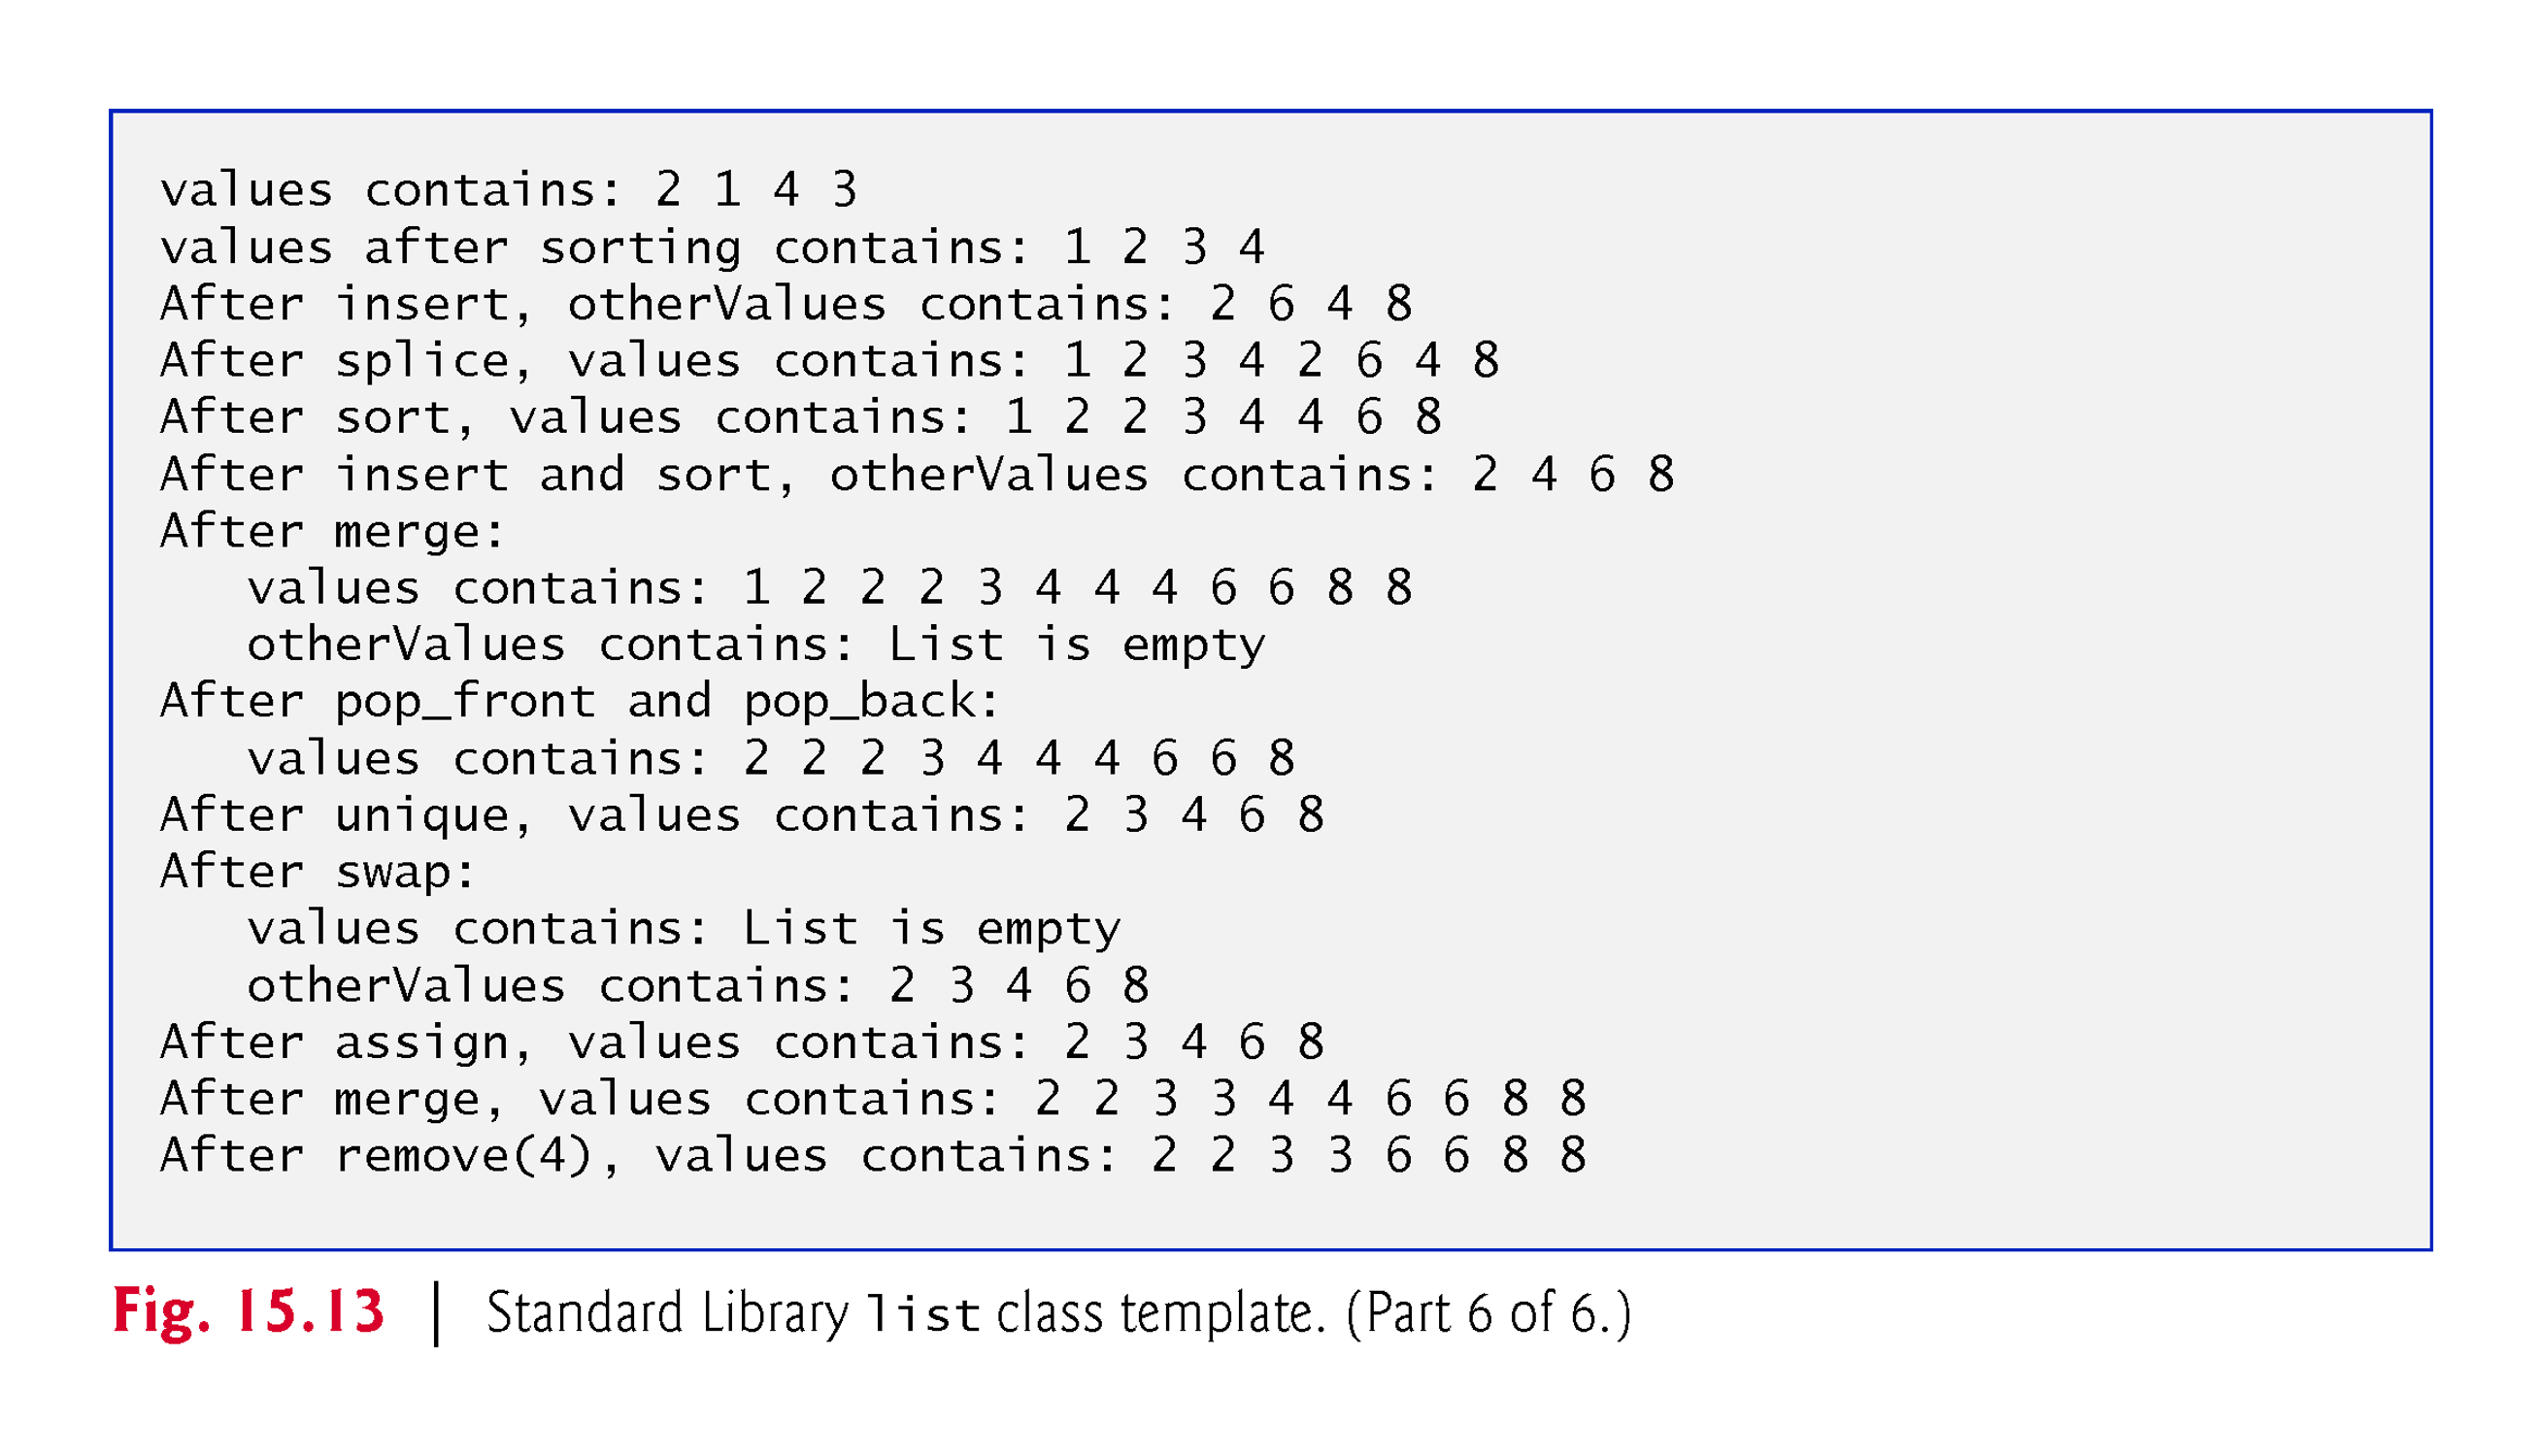 values contains: 2 1 4 3
values after sorting contains: 1 2 3 4
After insert, otherValues contains: 2 6 4 8
After splice, values contains: 1 2 3 4 2 6 4 8
After sort, values contains: 1 2 2 3 4 4 6 8
After insert and sort, otherValues contains: 2 4 6 8
After merge:
   values contains: 1 2 2 2 3 4 4 4 6 6 8 8
   otherValues contains: List is empty
After pop_front and pop_back:
   values contains: 2 2 2 3 4 4 4 6 6 8
After unique, values contains: 2 3 4 6 8
After swap:
   values contains: List is empty
   otherValues contains: 2 3 4 6 8
After assign, values contains: 2 3 4 6 8
After merge, values contains: 2 2 3 3 4 4 6 6 8 8
After remove(4), values contains: 2 2 3 3 6 6 8 8
Fig. 15.13 | Standard Library list class template. (Part 6 of 6.)